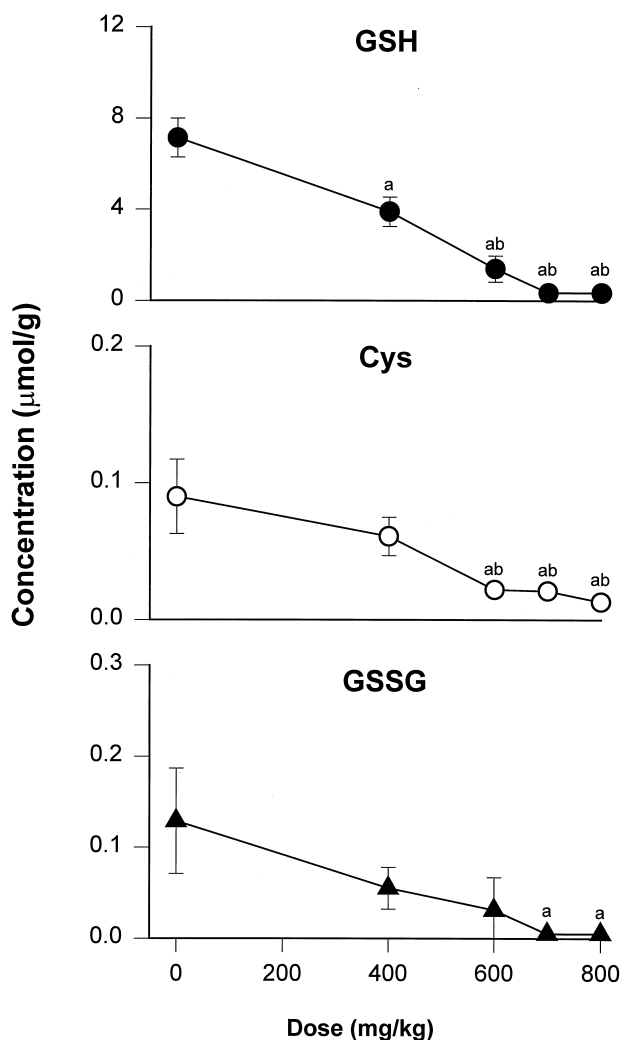 GSH
12
8
4
0
a
ab
ab
ab
Concentration (μmol/g)
Cys
0.2
0.1
0.0
ab
ab
ab
GSSG
0.3
0.2
0.1
0.0
a
a
0
200
400
600
800
Dose (mg/kg)